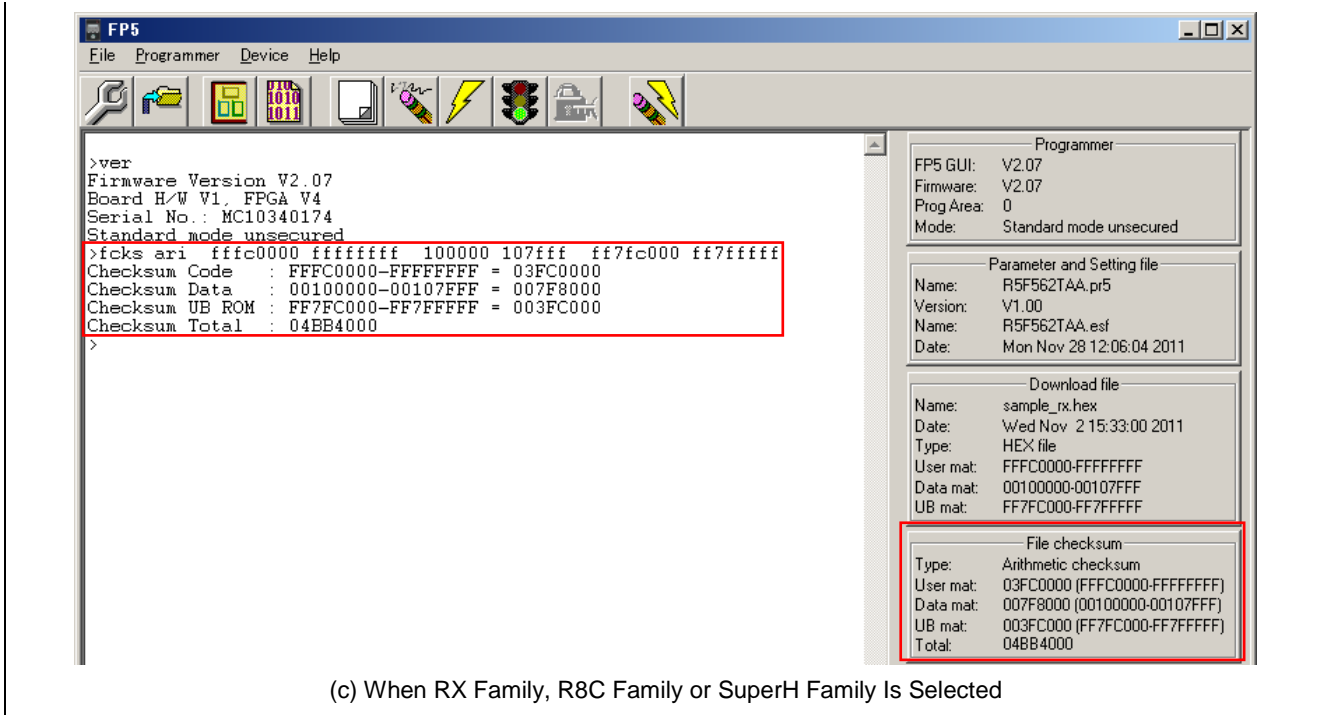 FP5
File Programmer Device Help
>ver
Firmware Version V2.07
Board H/W V1, FPGA V4
Serial No.: MC10340174
Standard mode unsecured
>fcks ari fffc0000 ffffffff 100000 107fff ff7fc000 ff7fffff
Checksum Code : FFFC0000-FFFFFFFF = 03FC0000
Checksum Data : 00100000-00107FFF = 007F8000
Checksum UB ROM : FF7FC000-FF7FFFFF = 003FC000
Checksum Total : 04BB4000
>
Programmer
FP5 GUI: V2.07
Firmware: V2.07
Prog Area: 0
Mode: Standard mode unsecured
Parameter and Setting file
Name: R5F562TAA.pr5
Version: V1.00
Name: R5F562TAA.esf
Date: Mon Nov 28 12:06:04 2011
Download file
Name: sample_rx.hex
Date: Wed Nov 2 15:33:00 2011
Type: HEX file
User mat: FFFC0000-FFFFFFFF
Data mat: 00100000-00107FFF
UB mat: FF7FC000-FF7FFFFF
File checksum
Type: Arithmetic checksum
User mat: 03FC0000 (FFFC0000-FFFFFFFF)
Data mat: 007F8000 (00100000-00107FFF)
UB mat: 003FC000 (FF7FC000-FF7FFFFF)
Total: 04BB4000
(c) When RX Family, R8C Family or SuperH Family Is Selected